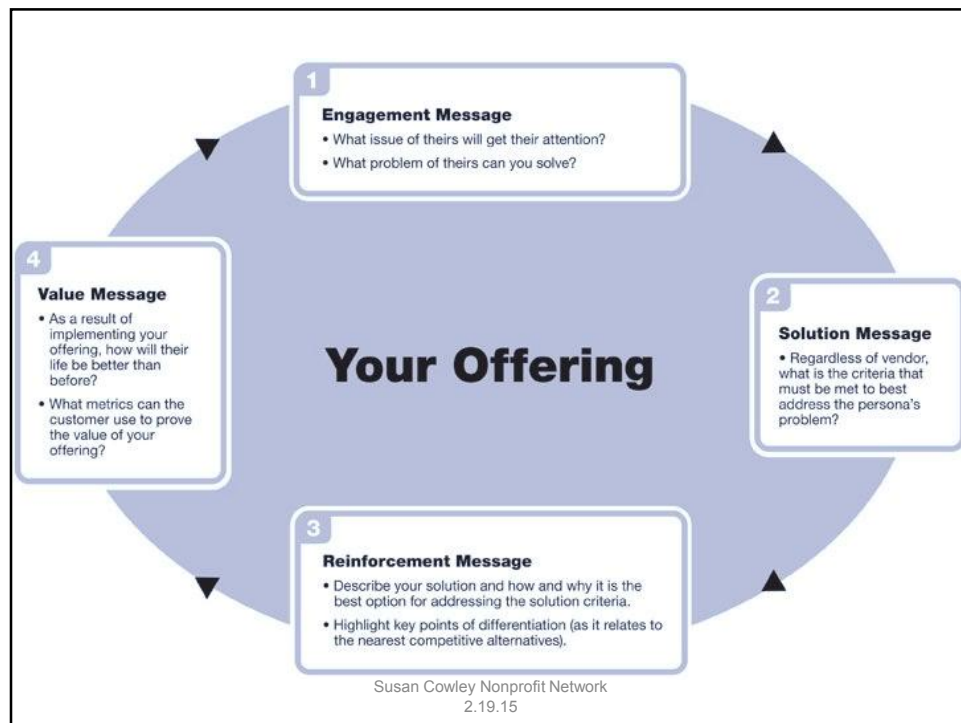 1
Engagement Message
• What issue of theirs will get their attention?
• What problem of theirs can you solve?
2
Solution Message
• Regardless of vendor,
what is the criteria that
must be met to best
address the persona's
problem?
3
Reinforcement Message
• Describe your solution and how and why it is the
best option for addressing the solution criteria.
• Highlight key points of differentiation (as it relates to
the nearest competitive alternatives).
4
Value Message
• As a result of
implementing your
offering, how will their
life be better than
before?
• What metrics can the
customer use to prove
the value of your
offering?
Your Offering
Susan Cowley Nonprofit Network
2.19.15